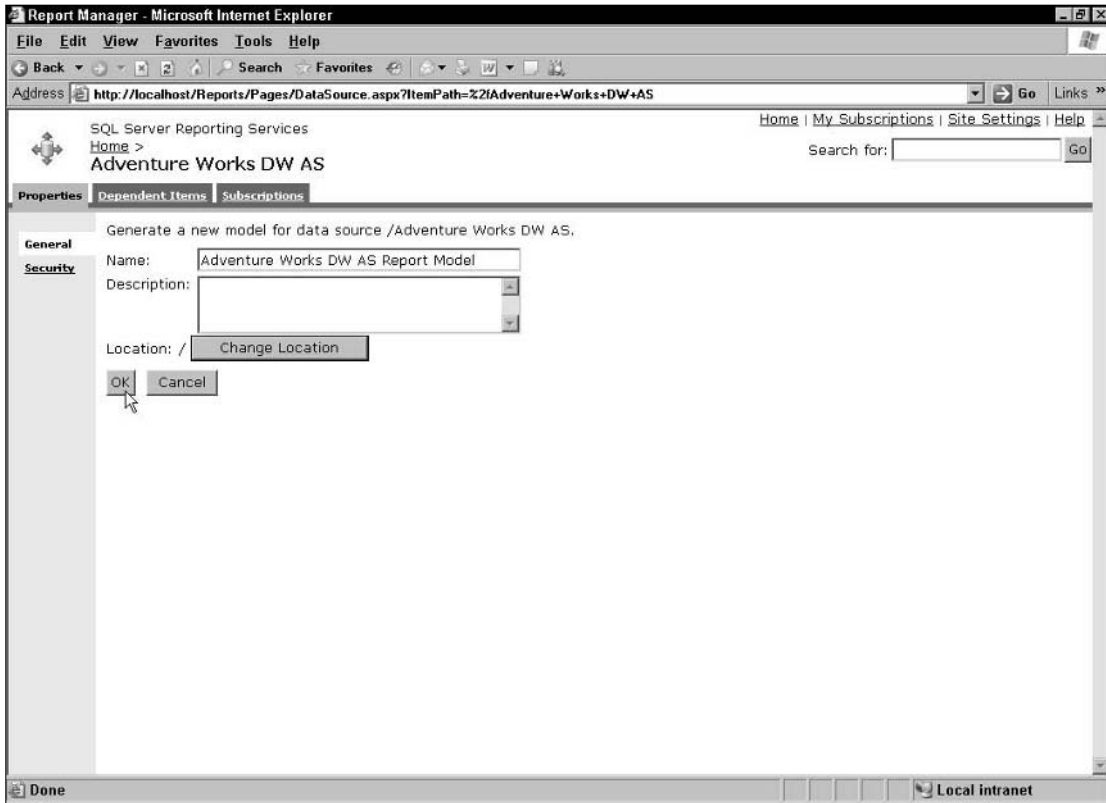 Report Manager - Microsoft Internet Explorer
File Edit View Favorites Tools Help
Back Search Favorites
Address http://localhost/Reports/Pages/DataSource.aspx?ItemPath=%2fAdventure+Works+DW+AS Go Links »
SQL Server Reporting Services
Home | My Subscriptions | Site Settings | Help
Home >
Adventure Works DW AS
Search for: Go
Properties Dependent Items Subscriptions
General
Security
Generate a new model for data source /Adventure Works DW AS.
Name: Adventure Works DW AS Report Model
Description:
Location: / Change Location
OK Cancel
Done Local intranet